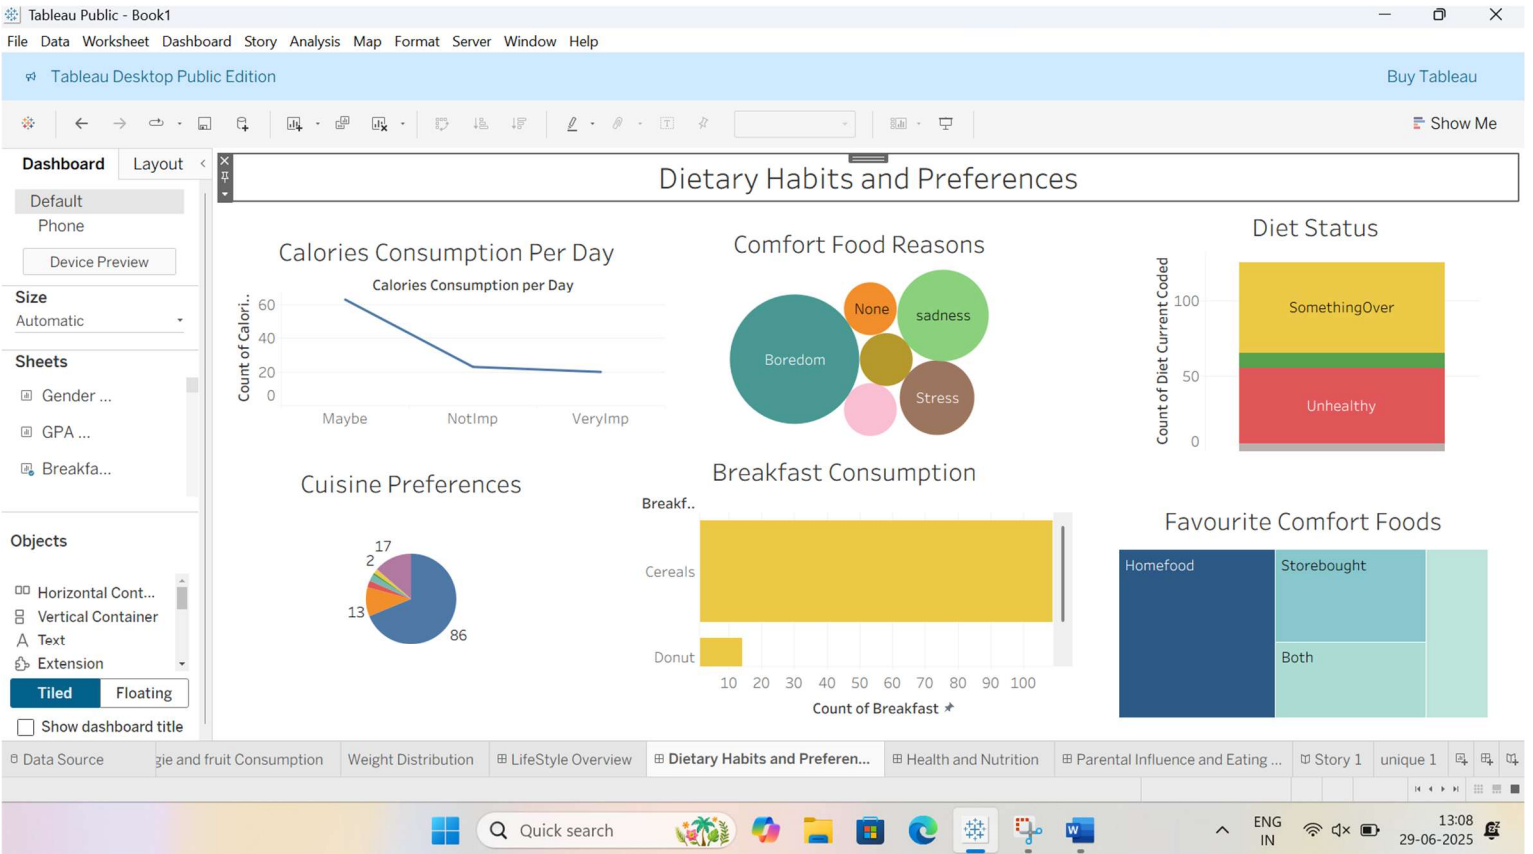 Tableau Public - Book1
File Data Worksheet Dashboard Story Analysis Map Format Server Window Help
Tableau Desktop Public Edition
Buy Tableau
Show Me
Dashboard
Layout
Default
Phone
Device Preview
Size
Automatic
Sheets
Gender ...
GPA ...
Breakfa...
Objects
Horizontal Cont...
Vertical Container
Text
Extension
Tiled
Floating
Show dashboard title
Dietary Habits and Preferences
Calories Consumption Per Day
Calories Consumption per Day
Count of Calori..
60
40
20
0
Maybe
NotImp
VeryImp
Comfort Food Reasons
None
sadness
Boredom
Stress
Diet Status
Count of Diet Current Coded
100
50
0
SomethingOver
Unhealthy
Cuisine Preferences
17
2
13
86
Breakfast Consumption
Breakf..
Cereals
Donut
10 20 30 40 50 60 70 80 90 100
Count of Breakfast
Favourite Comfort Foods
Homefood
Storebought
Both
Data Source
gie and fruit Consumption
Weight Distribution
LifeStyle Overview
Dietary Habits and Preferen...
Health and Nutrition
Parental Influence and Eating ...
Story 1
unique 1
Quick search
ENG
IN
13:08
29-06-2025